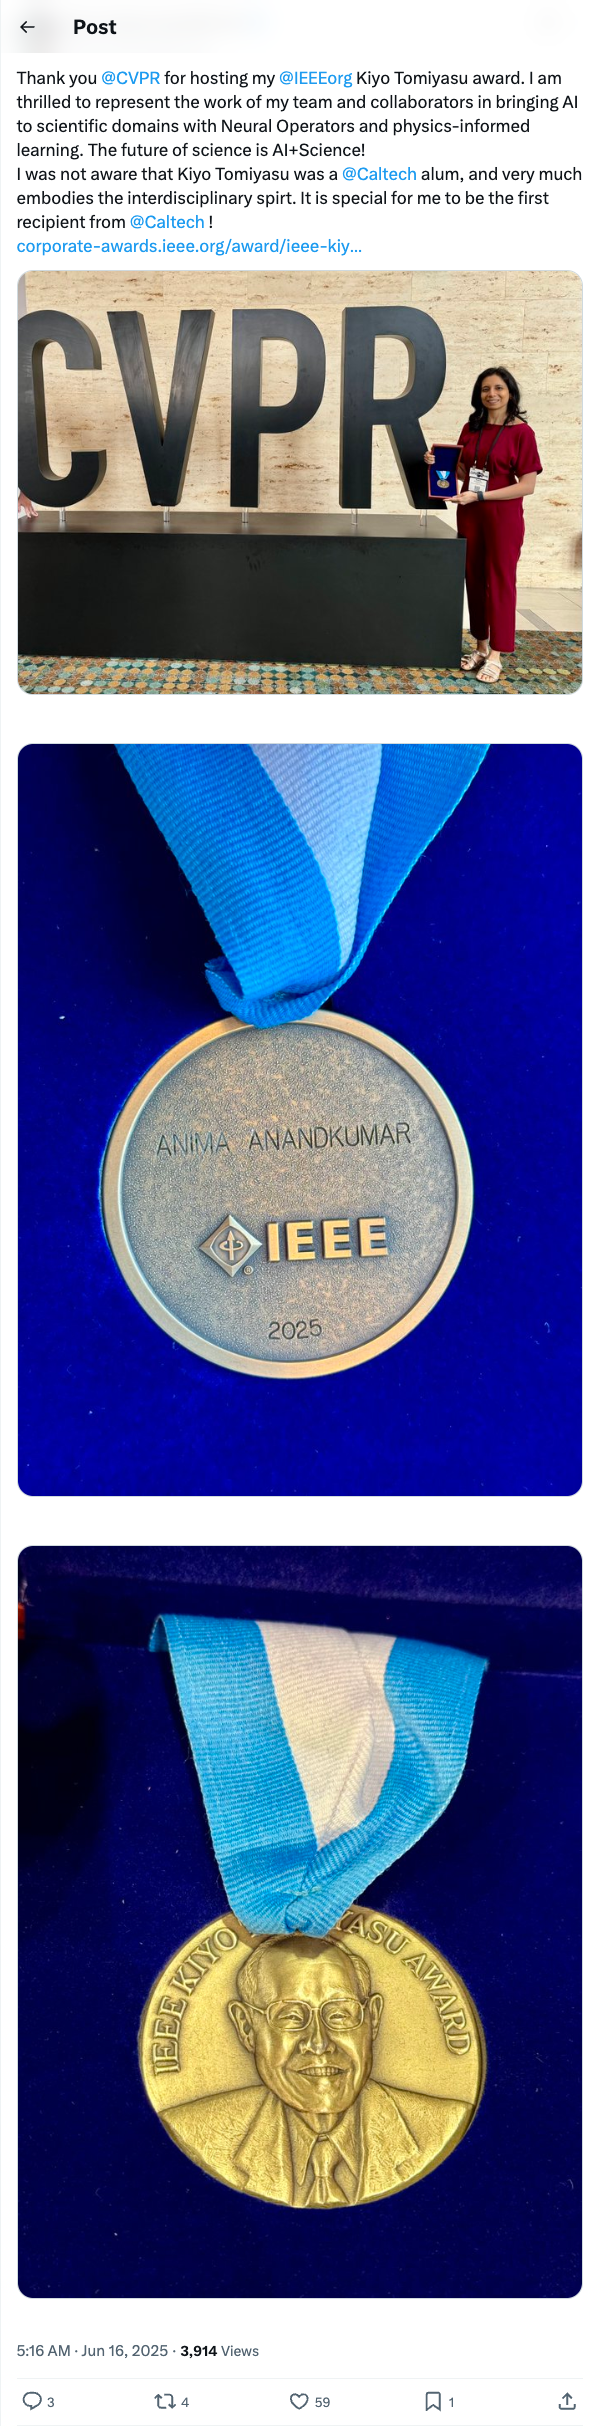 Post
Thank you @CVPR for hosting my @IEEEorg Kiyo Tomiyasu award. I am
thrilled to represent the work of my team and collaborators in bringing AI
to scientific domains with Neural Operators and physics-informed
learning. The future of science is AI+Science!
I was not aware that Kiyo Tomiyasu was a @Caltech alum, and very much
embodies the interdisciplinary spirt. It is special for me to be the first
recipient from @Caltech !
corporate-awards.ieee.org/award/ieee-kiy...
CVPR
ANIMA ANANDKUMAR
IEEE
®
2025
IEEE KIYO YASU AWARD
5:16 AM · Jun 16, 2025 · 3,914 Views
3 4 59 1